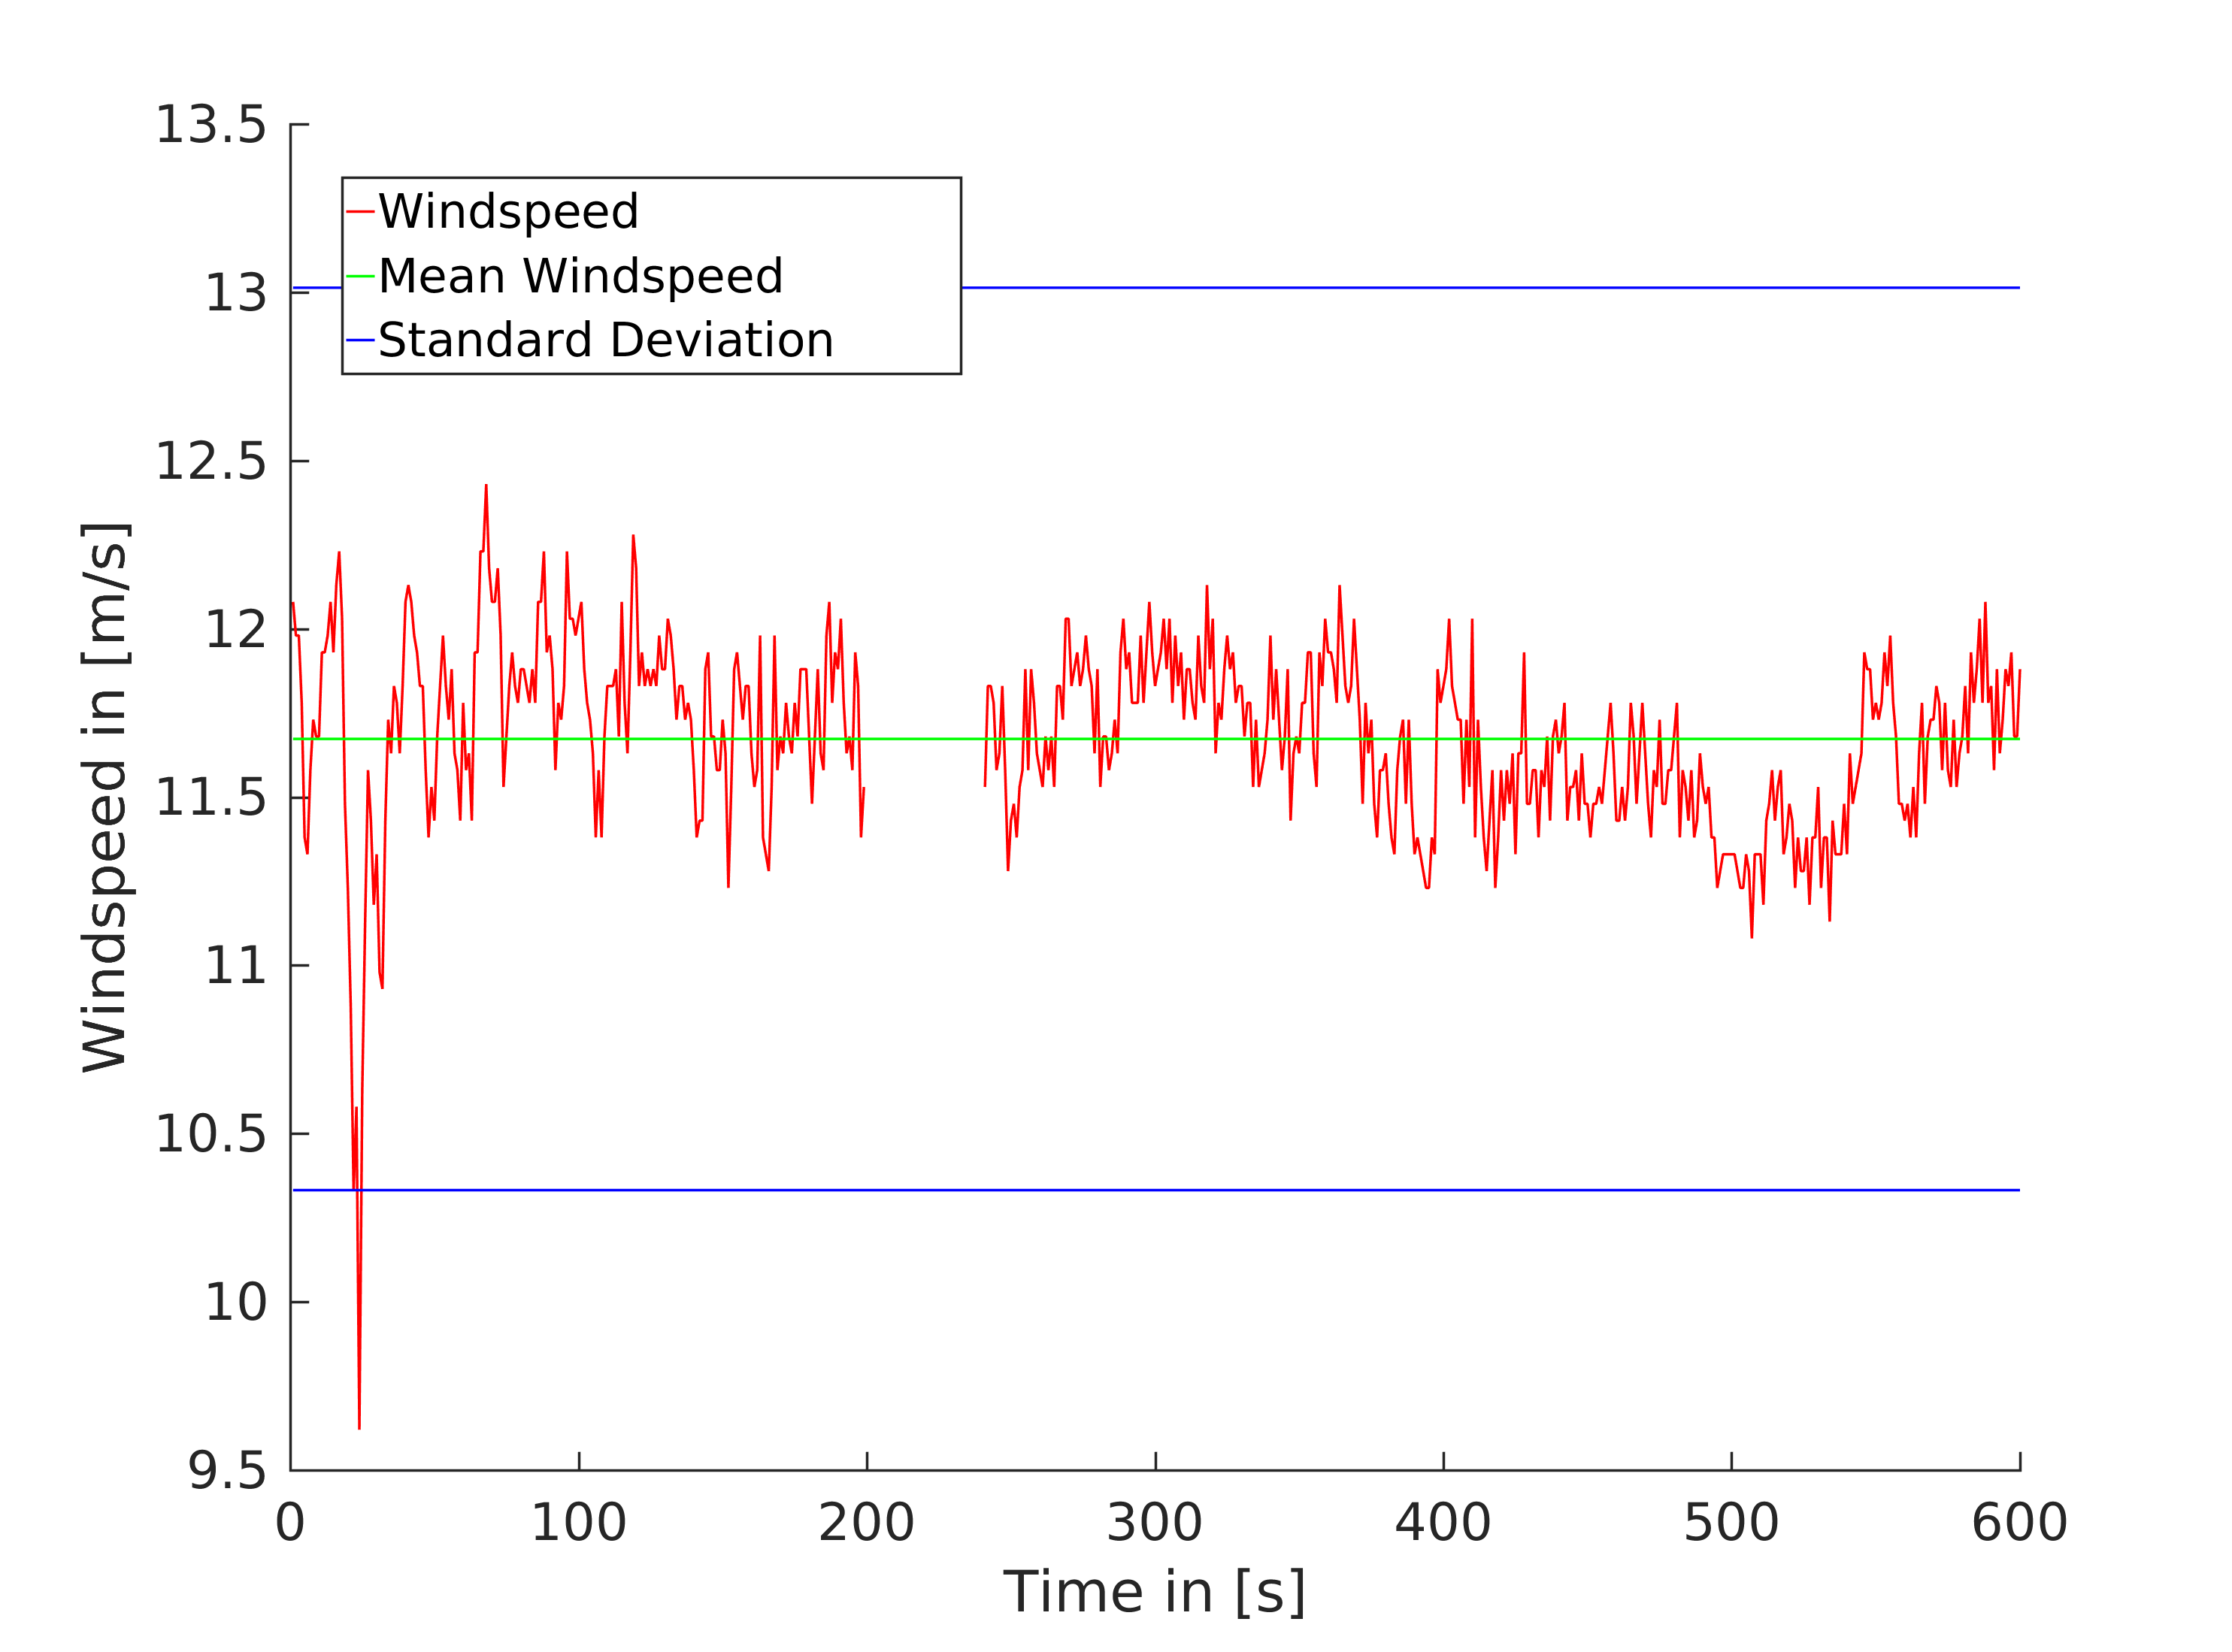 13.5
13
12.5
12
11.5
11
10.5
10
9.5
Windspeed in [m/s]
Windspeed
Mean Windspeed
Standard Deviation
0 100 200 300 400 500 600
Time in [s]